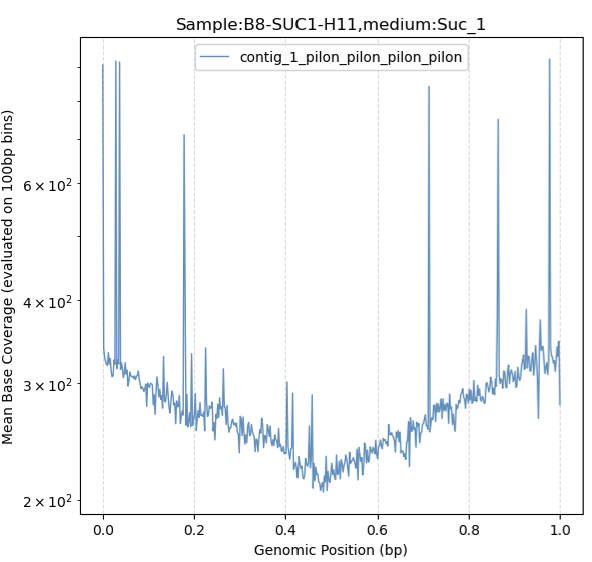 Sample:B8-SUC1-H11,medium:Suc_1
contig_1_pilon_pilon_pilon_pilon
Mean Base Coverage (evaluated on 100bp bins)
6 × 10²
4 × 10²
3 × 10²
2 × 10²
0.0 0.2 0.4 0.6 0.8 1.0
Genomic Position (bp)